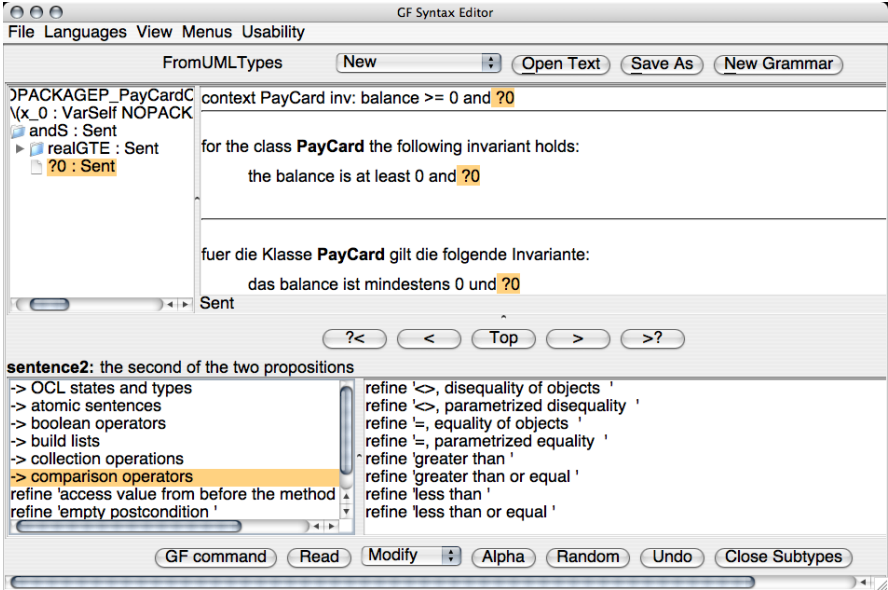 GF Syntax Editor
File Languages View Menus Usability
FromUMLTypes New Open Text Save As New Grammar
OPACKAGEP_PayCardC
\(x_0 : VarSelf NOPACK
andS : Sent
realGTE : Sent
?0 : Sent
context PayCard inv: balance >= 0 and ?0
for the class PayCard the following invariant holds:
the balance is at least 0 and ?0
fuer die Klasse PayCard gilt die folgende Invariante:
das balance ist mindestens 0 und ?0
Sent
?< < Top > >?
sentence2: the second of the two propositions
-> OCL states and types
-> atomic sentences
-> boolean operators
-> build lists
-> collection operations
-> comparison operators
refine 'access value from before the method
refine 'empty postcondition '
refine '<>, disequality of objects '
refine '<>, parametrized disequality '
refine '=, equality of objects '
refine '=, parametrized equality '
refine 'greater than '
refine 'greater than or equal '
refine 'less than '
refine 'less than or equal '
GF command Read Modify Alpha Random Undo Close Subtypes